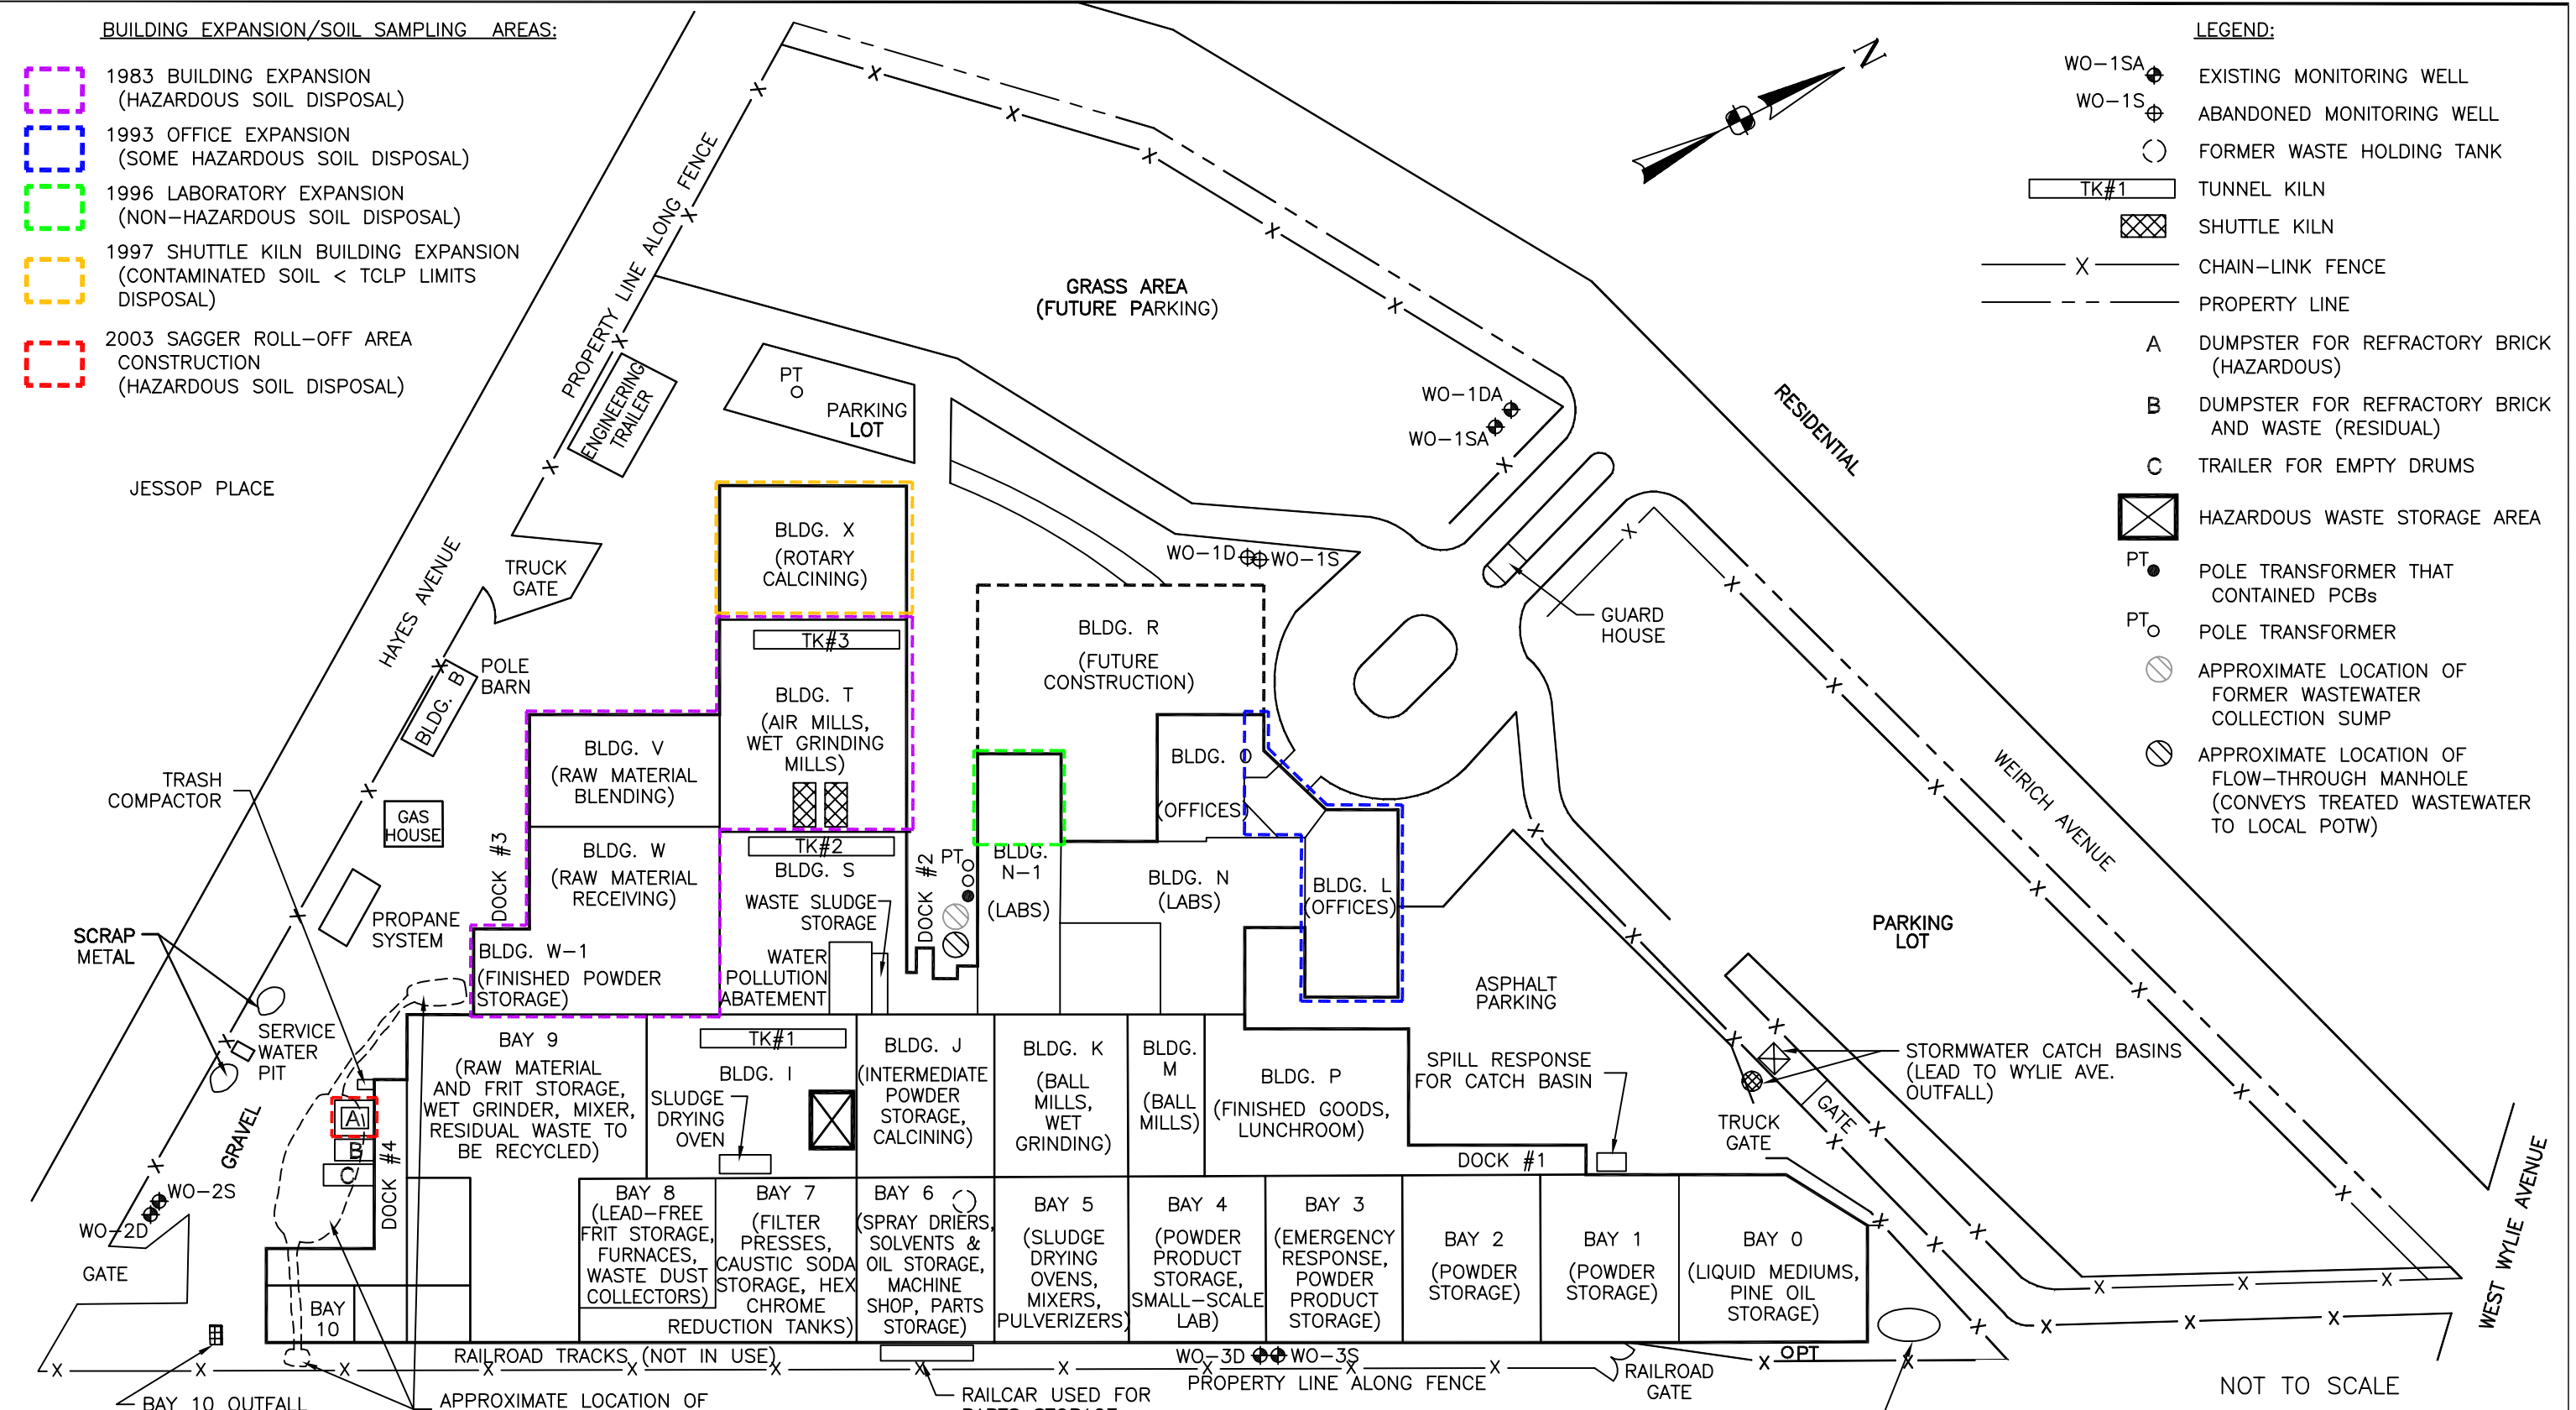 BUILDING EXPANSION/SOIL SAMPLING AREAS:
1983 BUILDING EXPANSION
(HAZARDOUS SOIL DISPOSAL)
1993 OFFICE EXPANSION
(SOME HAZARDOUS SOIL DISPOSAL)
1996 LABORATORY EXPANSION
(NON-HAZARDOUS SOIL DISPOSAL)
1997 SHUTTLE KILN BUILDING EXPANSION
(CONTAMINATED SOIL < TCLP LIMITS
DISPOSAL)
2003 SAGGER ROLL-OFF AREA
CONSTRUCTION
(HAZARDOUS SOIL DISPOSAL)
LEGEND:
WO-1SA
EXISTING MONITORING WELL
WO-1S
ABANDONED MONITORING WELL
FORMER WASTE HOLDING TANK
TK#1
TUNNEL KILN
SHUTTLE KILN
X
CHAIN-LINK FENCE
PROPERTY LINE
A
DUMPSTER FOR REFRACTORY BRICK
(HAZARDOUS)
B
DUMPSTER FOR REFRACTORY BRICK
AND WASTE (RESIDUAL)
C
TRAILER FOR EMPTY DRUMS
HAZARDOUS WASTE STORAGE AREA
PT
POLE TRANSFORMER THAT
CONTAINED PCBs
PT
POLE TRANSFORMER
APPROXIMATE LOCATION OF
FORMER WASTEWATER
COLLECTION SUMP
APPROXIMATE LOCATION OF
FLOW-THROUGH MANHOLE
(CONVEYS TREATED WASTEWATER
TO LOCAL POTW)
N
PROPERTY LINE ALONG FENCE
GRASS AREA
(FUTURE PARKING)
ENGINEERING
TRAILER
PT
PARKING
LOT
WO-1DA
WO-1SA
RESIDENTIAL
JESSOP PLACE
HAYES AVENUE
TRUCK
GATE
BLDG. X
(ROTARY
CALCINING)
WO-1D
WO-1S
GUARD
HOUSE
BLDG. B
POLE
BARN
TK#3
BLDG. T
(AIR MILLS,
WET GRINDING
MILLS)
BLDG. R
(FUTURE
CONSTRUCTION)
BLDG. V
(RAW MATERIAL
BLENDING)
BLDG. O
(OFFICES)
WEIRICH AVENUE
TRASH
COMPACTOR
GAS
HOUSE
DOCK #3
BLDG. W
(RAW MATERIAL
RECEIVING)
TK#2
BLDG. S
WASTE SLUDGE
STORAGE
DOCK #2
PT
BLDG.
N-1
(LABS)
BLDG. N
(LABS)
BLDG. L
(OFFICES)
PROPANE
SYSTEM
SCRAP
METAL
BLDG. W-1
(FINISHED POWDER
STORAGE)
WATER
POLLUTION
ABATEMENT
PARKING
LOT
ASPHALT
PARKING
SERVICE
WATER
PIT
BAY 9
(RAW MATERIAL
AND FRIT STORAGE,
WET GRINDER, MIXER,
RESIDUAL WASTE TO
BE RECYCLED)
TK#1
BLDG. I
SLUDGE
DRYING
OVEN
BLDG. J
(INTERMEDIATE
POWDER
STORAGE,
CALCINING)
BLDG. K
(BALL
MILLS,
WET
GRINDING)
BLDG.
M
(BALL
MILLS)
BLDG. P
(FINISHED GOODS,
LUNCHROOM)
SPILL RESPONSE
FOR CATCH BASIN
STORMWATER CATCH BASINS
(LEAD TO WYLIE AVE.
OUTFALL)
TRUCK
GATE
GATE
DOCK #1
GRAVEL
A
B
C
DOCK #4
WO-2S
WO-2D
GATE
BAY
10
BAY 8
(LEAD-FREE
FRIT STORAGE,
FURNACES,
WASTE DUST
COLLECTORS)
BAY 7
(FILTER
PRESSES,
CAUSTIC SODA
STORAGE, HEX
CHROME
REDUCTION TANKS)
BAY 6
(SPRAY DRIERS,
SOLVENTS &
OIL STORAGE,
MACHINE
SHOP, PARTS
STORAGE)
BAY 5
(SLUDGE
DRYING
OVENS,
MIXERS,
PULVERIZERS)
BAY 4
(POWDER
PRODUCT
STORAGE,
SMALL-SCALE
LAB)
BAY 3
(EMERGENCY
RESPONSE,
POWDER
PRODUCT
STORAGE)
BAY 2
(POWDER
STORAGE)
BAY 1
(POWDER
STORAGE)
BAY 0
(LIQUID MEDIUMS,
PINE OIL
STORAGE)
WEST WYLIE AVENUE
RAILROAD TRACKS (NOT IN USE)
WO-3D
WO-3S
PT
PROPERTY LINE ALONG FENCE
RAILROAD
GATE
BAY 10 OUTFALL
APPROXIMATE LOCATION OF
RAILCAR USED FOR
NOT TO SCALE